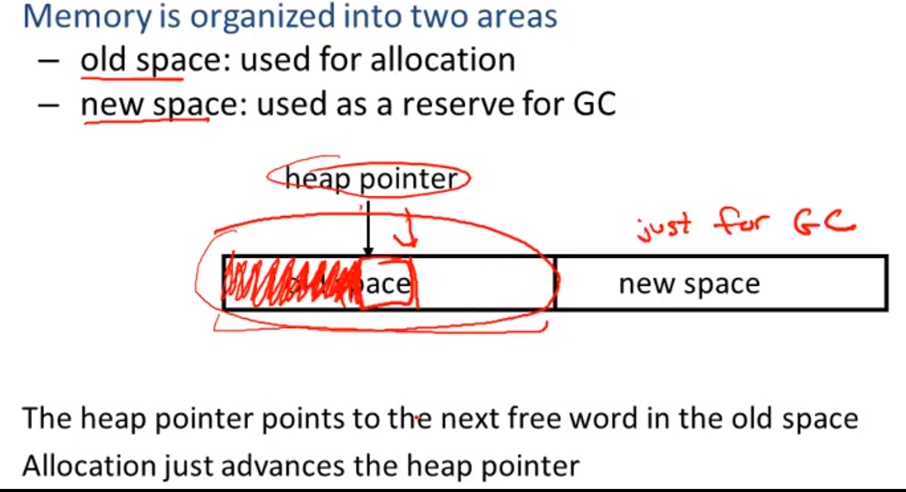 Memory is organized into two areas
– old space: used for allocation
– new space: used as a reserve for GC
heap pointer
just for GC
ace
new space
The heap pointer points to the next free word in the old space
Allocation just advances the heap pointer